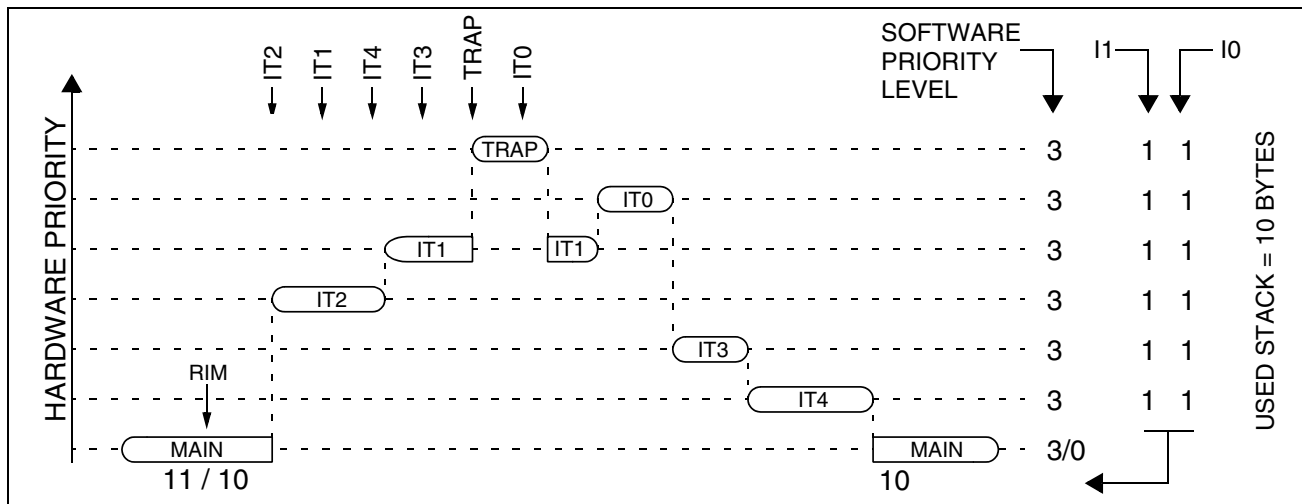 IT2
IT1
IT4
IT3
TRAP
IT0
SOFTWARE
PRIORITY
LEVEL
I1
I0
HARDWARE PRIORITY
TRAP
3
1 1
IT0
3
1 1
IT1
IT1
3
1 1
IT2
3
1 1
IT3
3
1 1
RIM
IT4
3
1 1
MAIN
MAIN
3/0
11 / 10
10
USED STACK = 10 BYTES